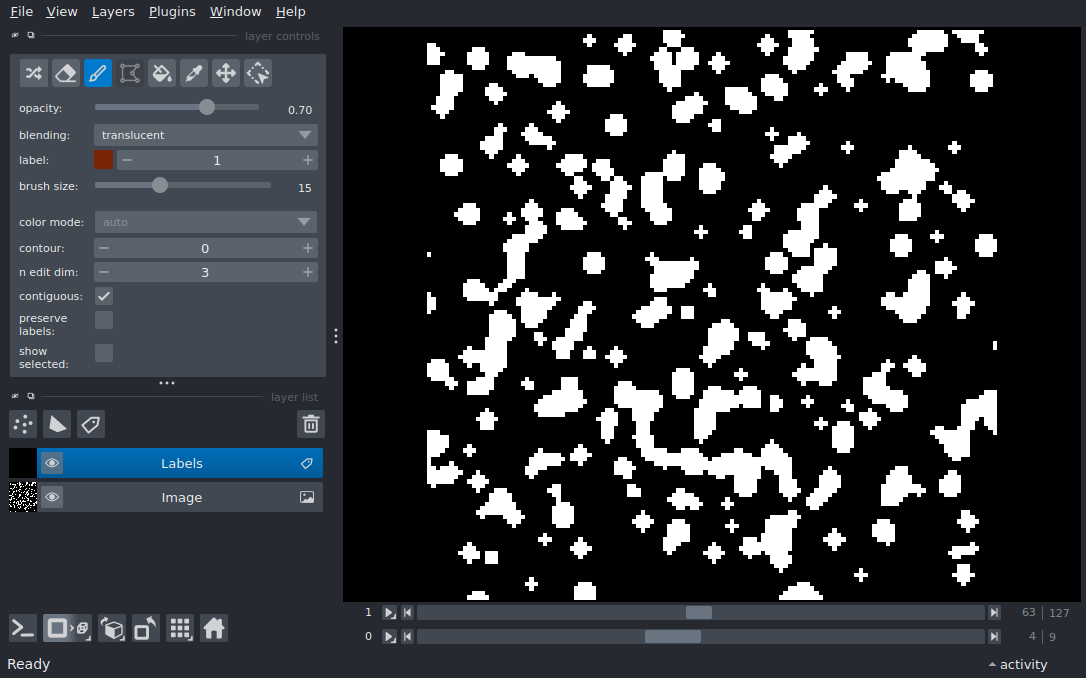 File View Layers Plugins Window Help
layer controls
opacity: 0.70
blending: translucent
label: 1
brush size: 15
color mode: auto
contour: 0
n edit dim: 3
contiguous:
preserve
labels:
show
selected:
layer list
Labels
Image
1 63 127
0 4 9
Ready activity